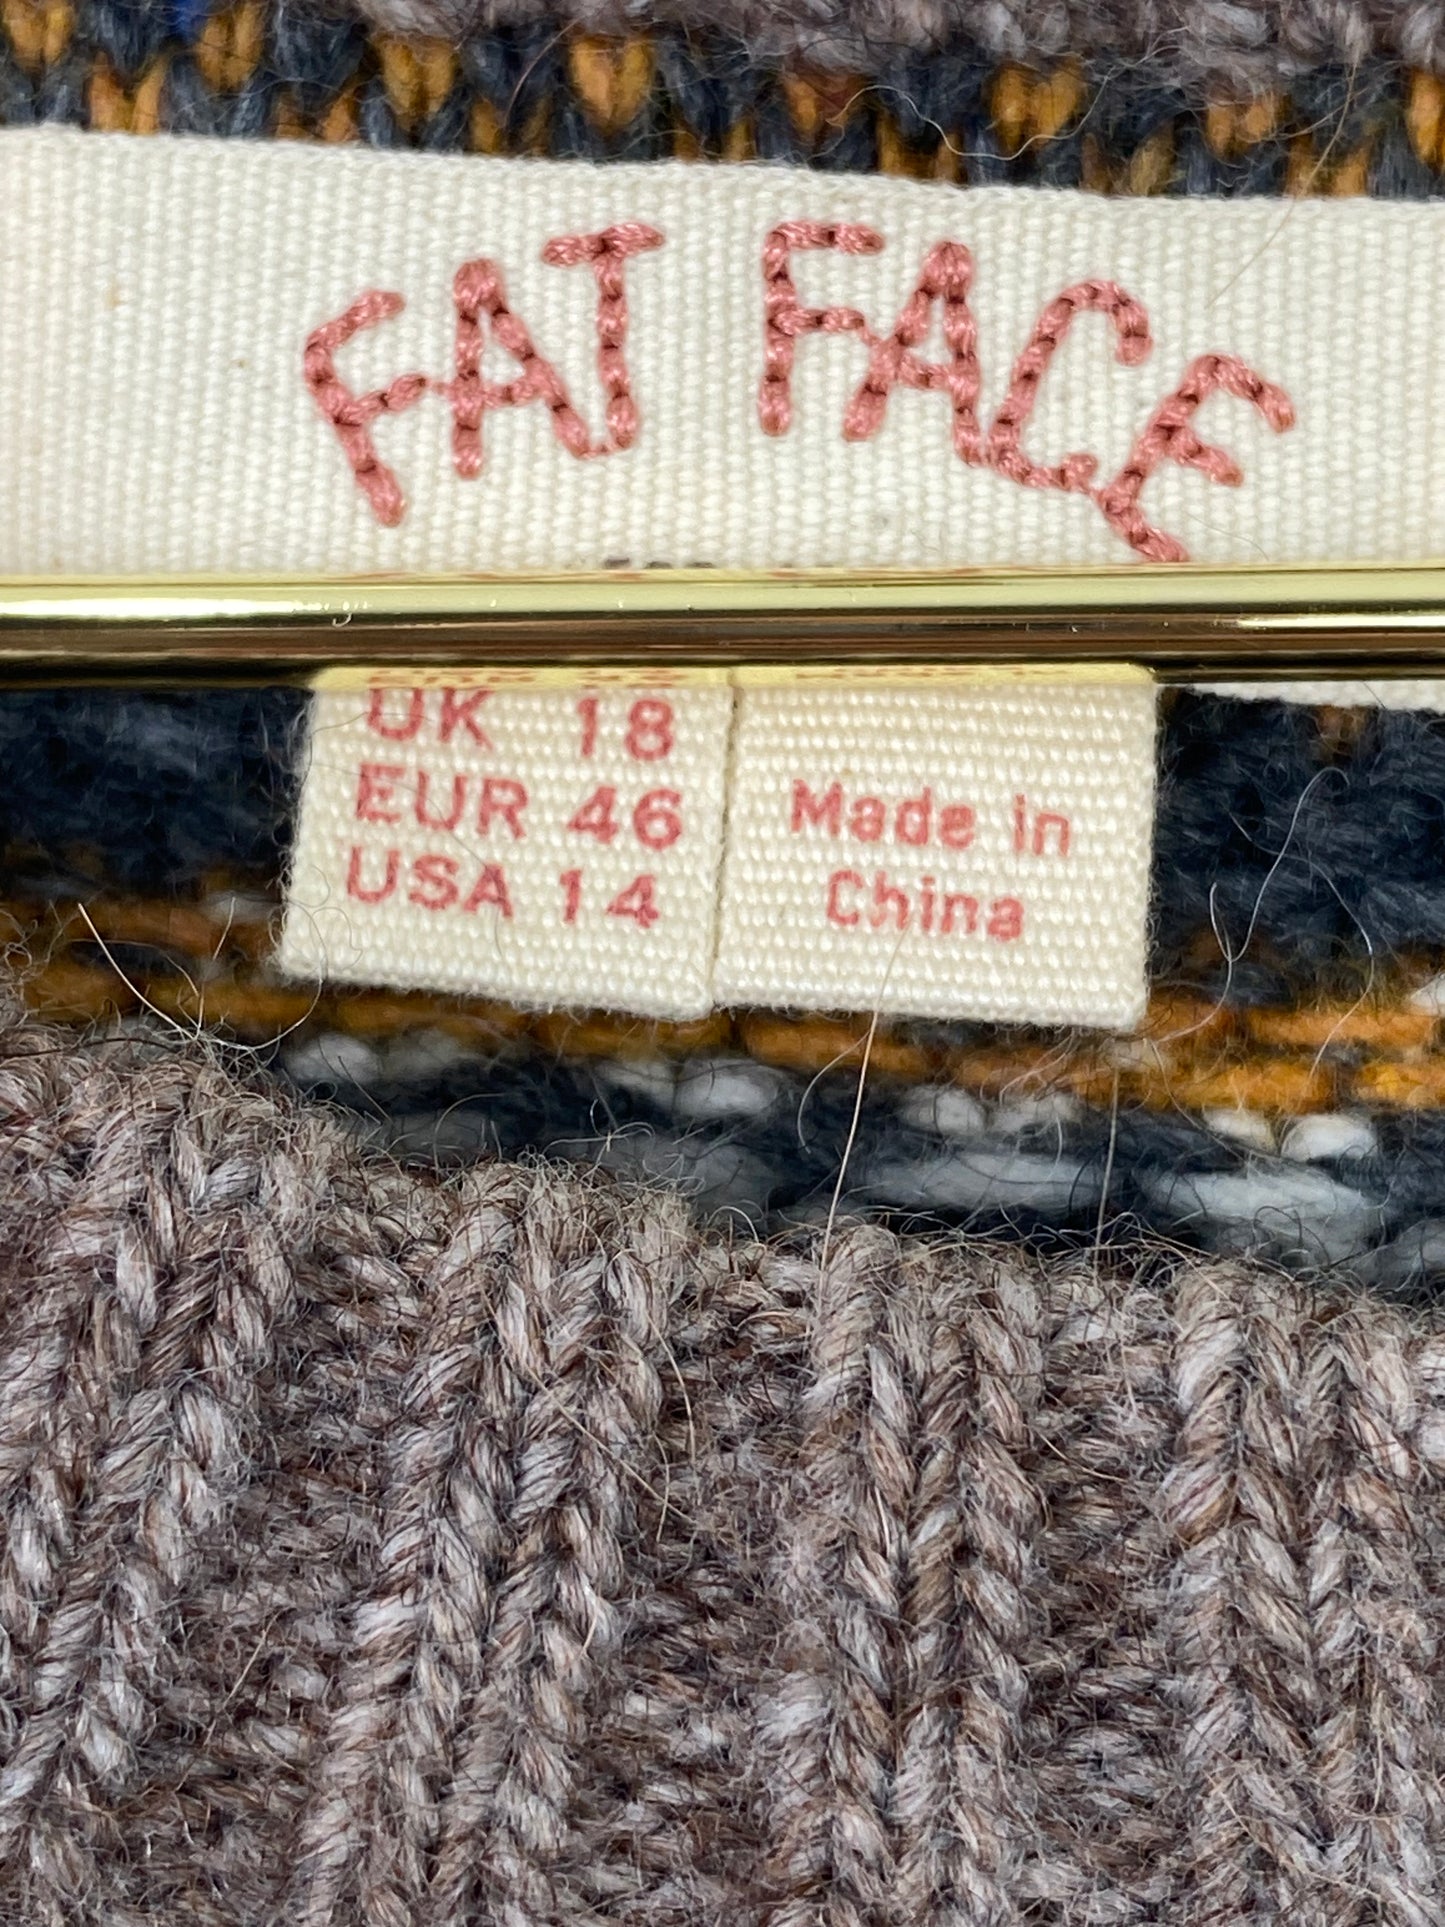 FAT FACE
UK 18
EUR 46
USA 14
Made in
China